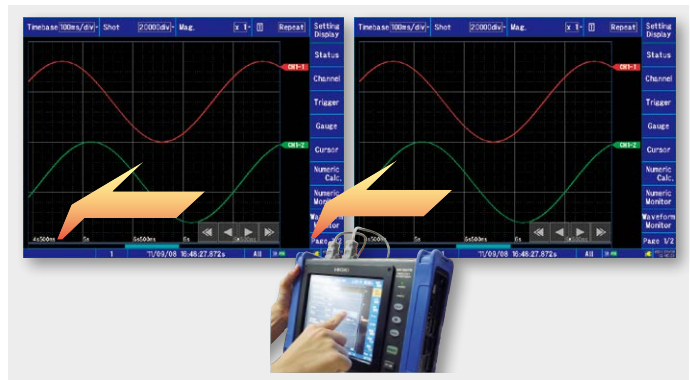 Timebase 100ms/div Shot 20000div Mag. x 1 Repeat
Setting
Display
Status
Channel
Trigger
Gauge
Cursor
Numeric
Calc.
Numeric
Monitor
Waveform
Monitor
Page 1/2
CH1-1
CH1-2
4s500ms 5s 5s500ms 6s 6s500ms
1 '11/09/08 16:48:27.872s All
Timebase 100ms/div Shot 20000div Mag. x 1 Repeat
Setting
Display
Status
Channel
Trigger
Gauge
Cursor
Numeric
Calc.
Numeric
Monitor
Waveform
Monitor
Page 1/2
CH1-1
CH1-2
5s 5s500ms 6s
'11/09/08 16:48:27.872s All
HIOKI